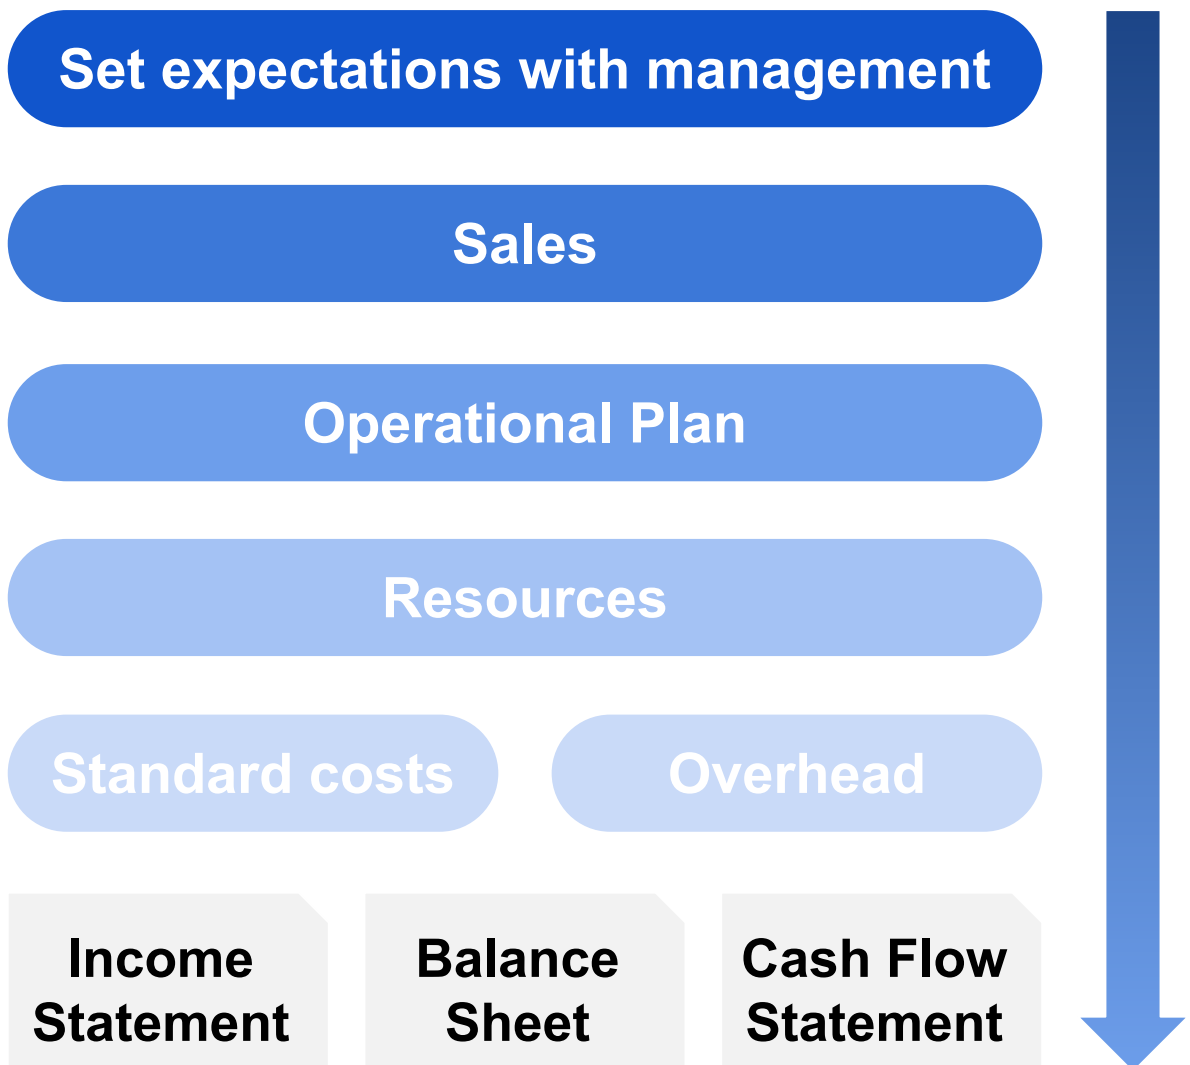 Set expectations with management
Sales
Operational Plan
Resources
Standard costs
Overhead
Income
Statement
Balance
Sheet
Cash Flow
Statement